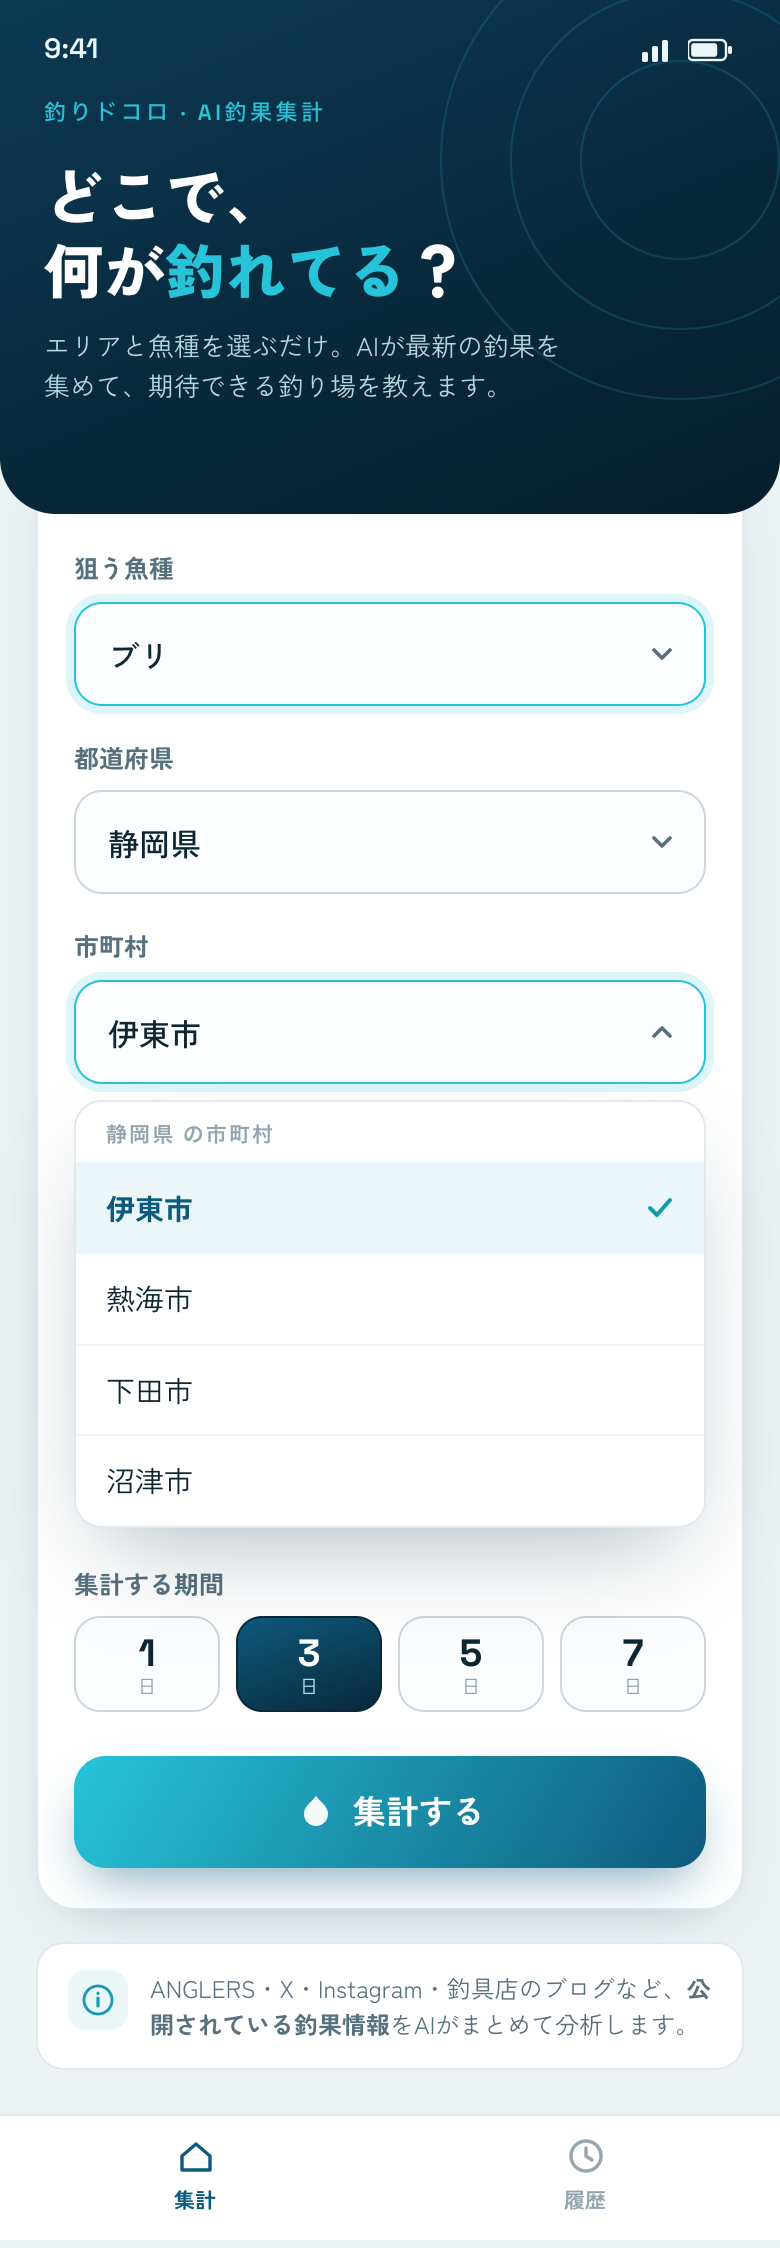 9:41
釣りドコロ・AI釣果集計
どこで、
何が釣れてる？
エリアと魚種を選ぶだけ。AIが最新の釣果を
集めて、期待できる釣り場を教えます。
狙う魚種
ブリ
都道府県
静岡県
市町村
伊東市
静岡県 の市町村
伊東市
熱海市
下田市
沼津市
集計する期間
1 3 5 7
日 日 日 日
集計する
ANGLERS・X・Instagram・釣具店のブログなど、公
開されている釣果情報をAIがまとめて分析します。
集計 履歴